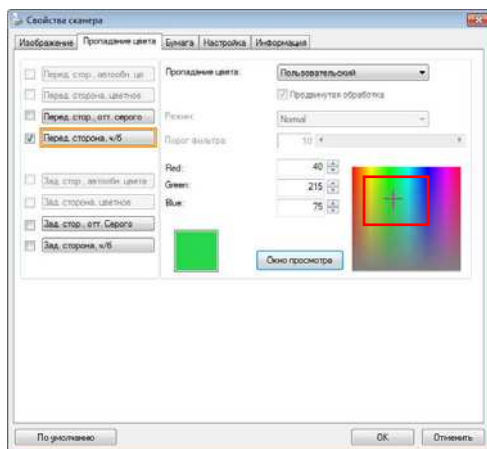 Свойства сканера
Изображение Пропадание цвета Бумага Настройка Информация
Перед. стор., автообн. цв
Пропадание цвета: Пользовательский
Перед. сторона, цветное
Продвинутая обработка
Перед. стор., отт. серого
Режим: Normal
Перед. сторона, ч/б
Порог фильтра: 10
Red: 40
Зад. стор., автообн. цвета
Green: 215
Зад. сторона, цветное
Blue: 75
Зад. стор., отт. Серого
Зад. сторона, ч/б
Окно просмотра
По умолчанию OK Отменить